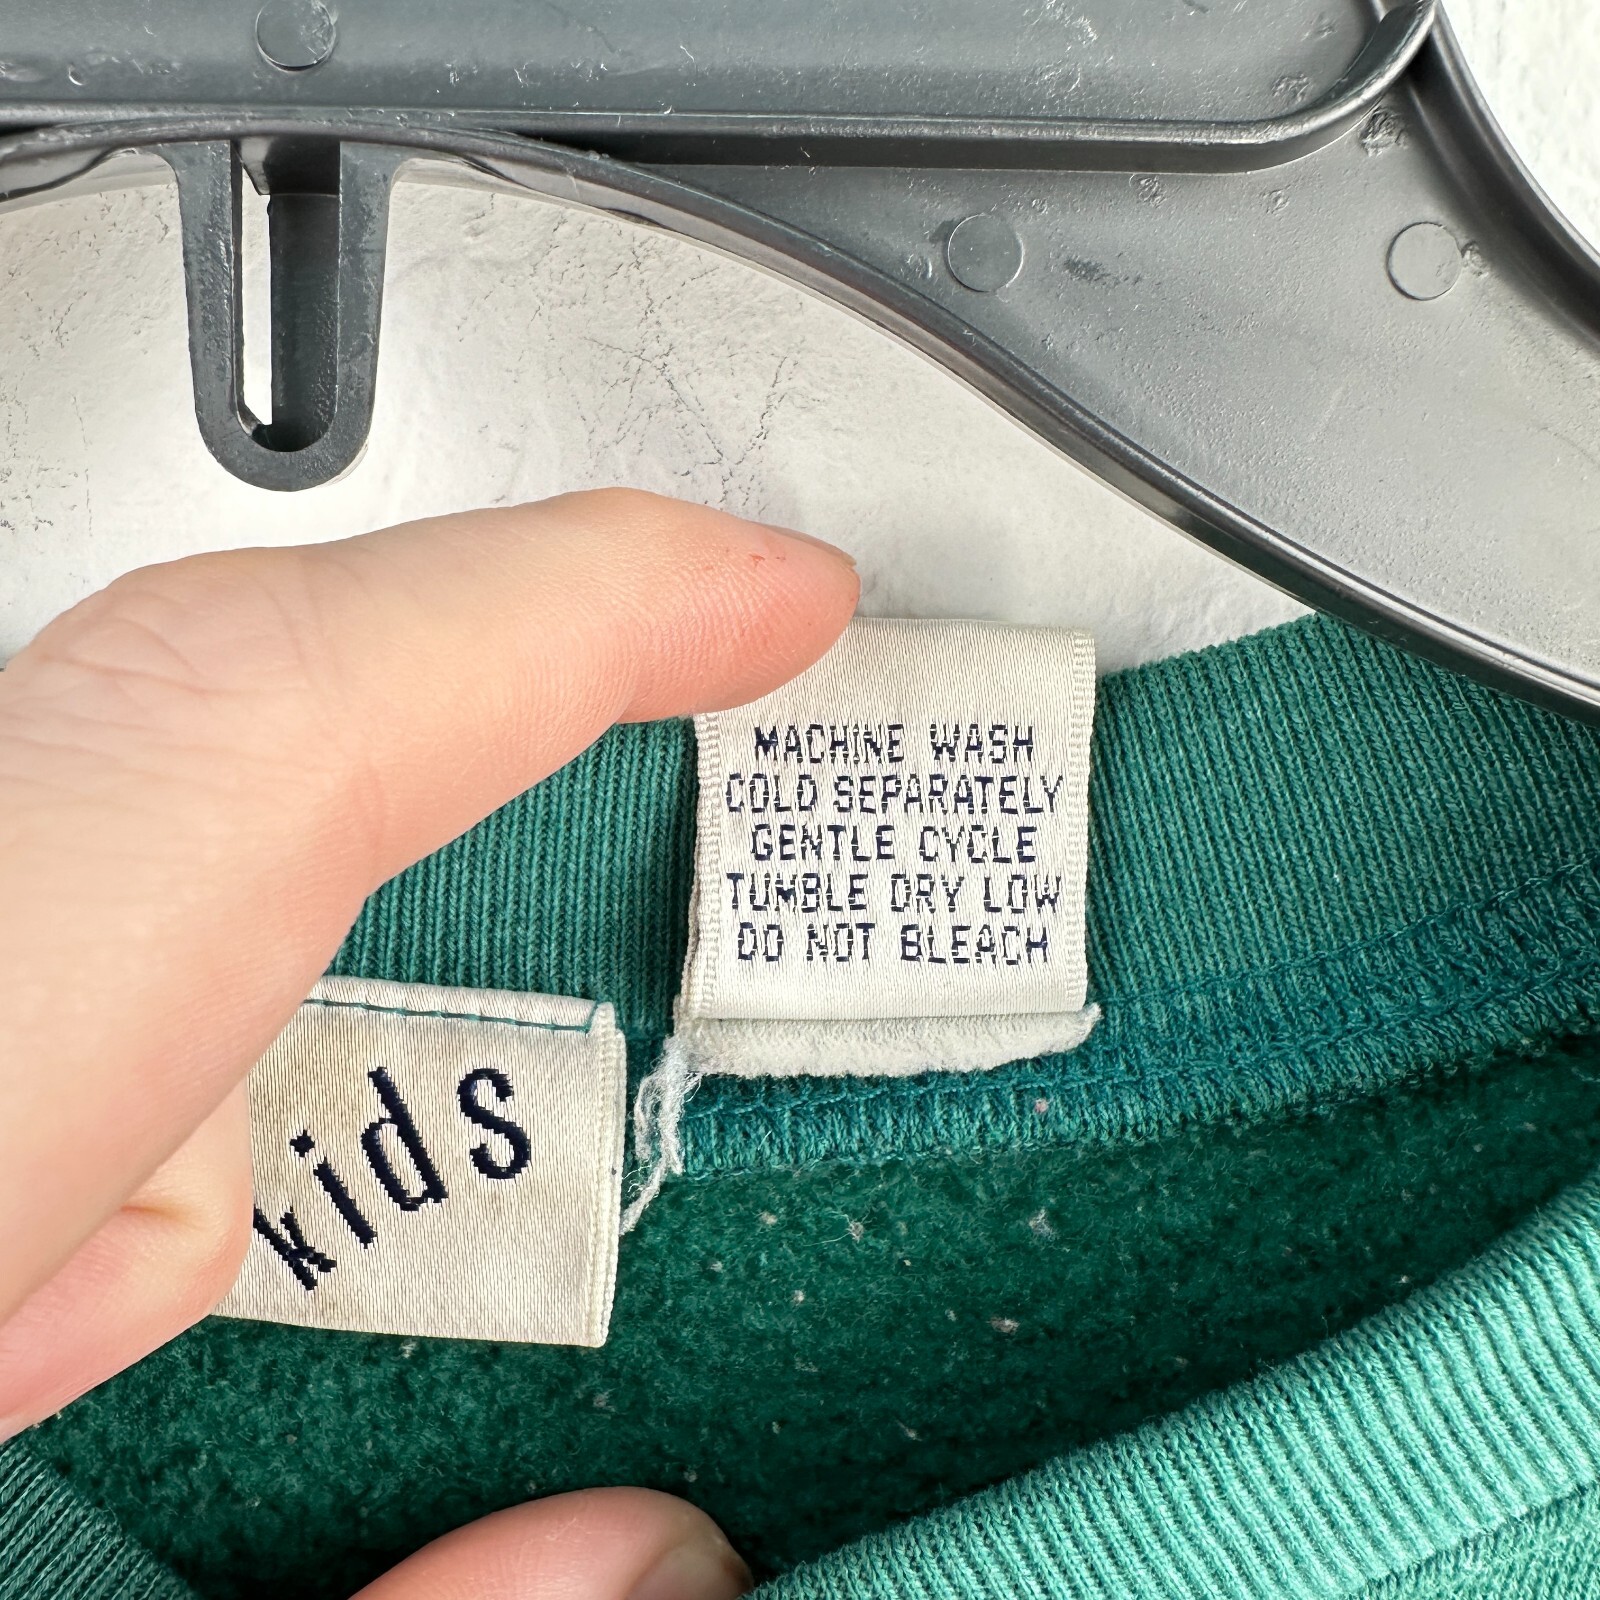 MACHINE WASH
COLD SEPARATELY
GENTLE CYCLE
TUMBLE DRY LOW
DO NOT BLEACH
kids